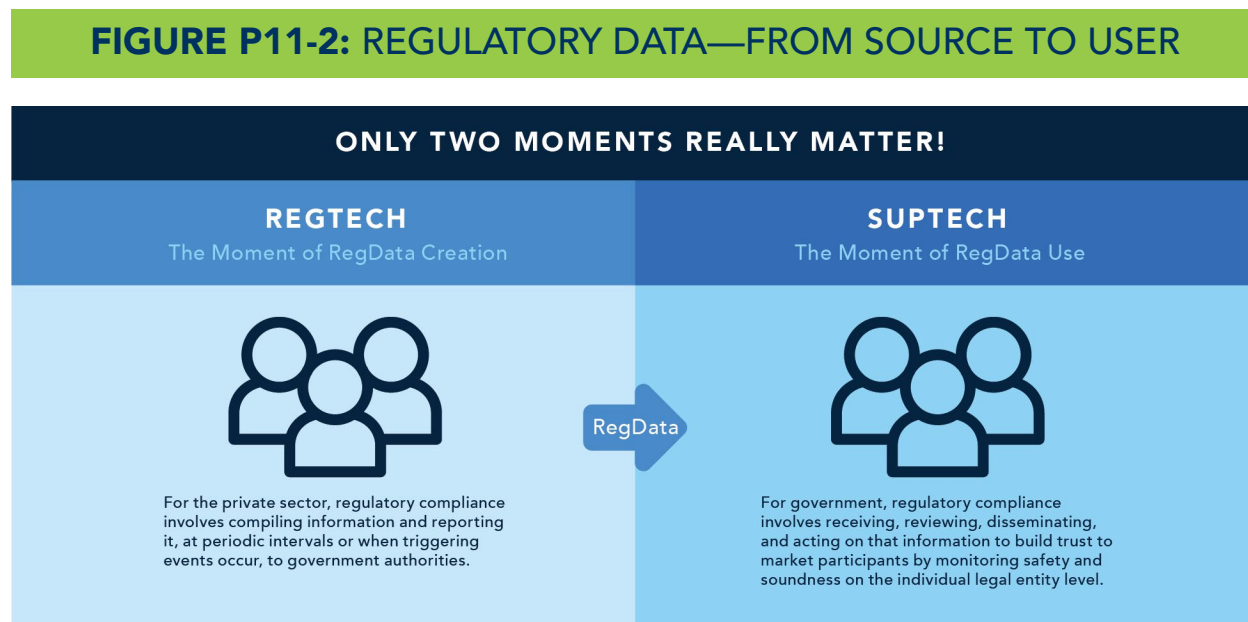 FIGURE P11-2: REGULATORY DATA—FROM SOURCE TO USER
ONLY TWO MOMENTS REALLY MATTER!
REGTECH
The Moment of RegData Creation
For the private sector, regulatory compliance
involves compiling information and reporting
it, at periodic intervals or when triggering
events occur, to government authorities.
RegData
SUPTECH
The Moment of RegData Use
For government, regulatory compliance
involves receiving, reviewing, disseminating,
and acting on that information to build trust to
market participants by monitoring safety and
soundness on the individual legal entity level.